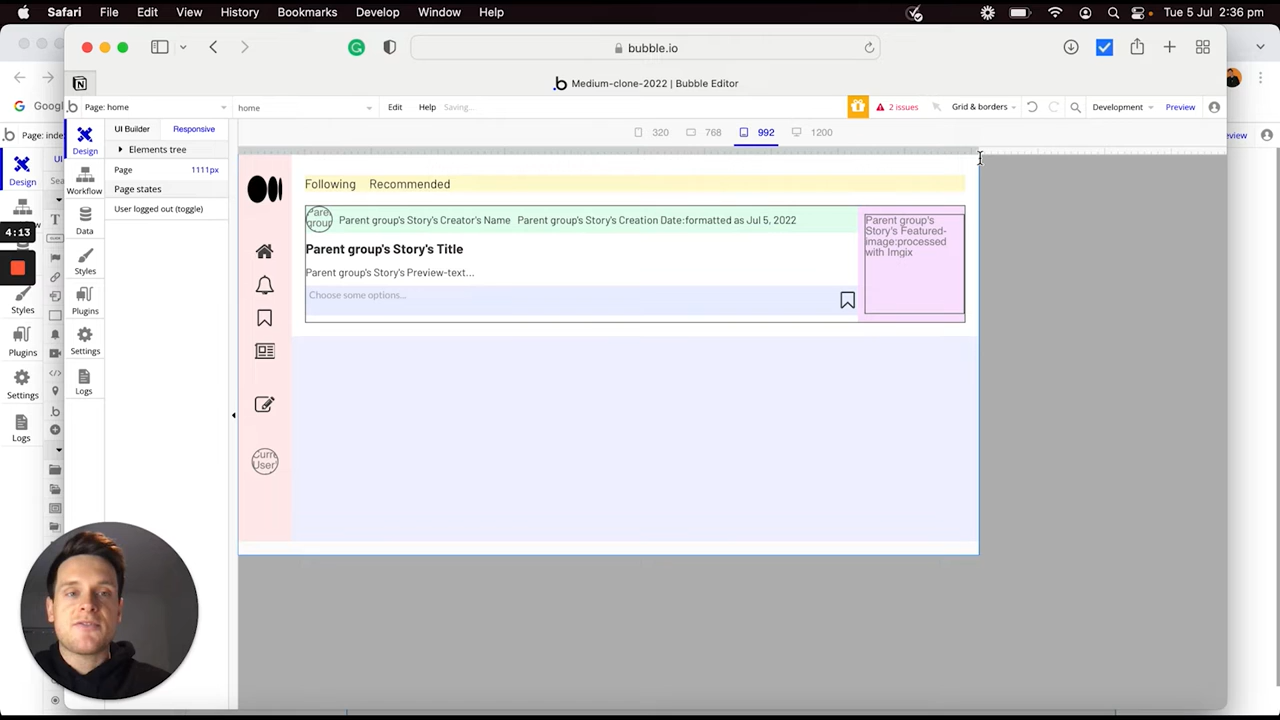 Safari File Edit View History Bookmarks Develop Window Help Tue 5 Jul 2:36 pm
bubble.io
Medium-clone-2022 | Bubble Editor
Googl
Page: home home Edit Help Saving... 2 issues Grid & borders Development Preview
Page: inde
UI Builder Responsive 320 768 992 1200
Design
Elements tree
Page 1111px
Page states
Workflow
User logged out (toggle)
Data
Styles
Plugins
Settings
Logs
Design
4:13
Styles
Plugins
Settings
Logs
Following Recommended
Parent group's Story's Creator's Name Parent group's Story's Creation Date:formatted as Jul 5, 2022
Parent group's Story's Title
Parent group's Story's Preview-text...
Choose some options...
Parent group's
Story's Featured-
image:processed
with Imgix
Curr
User